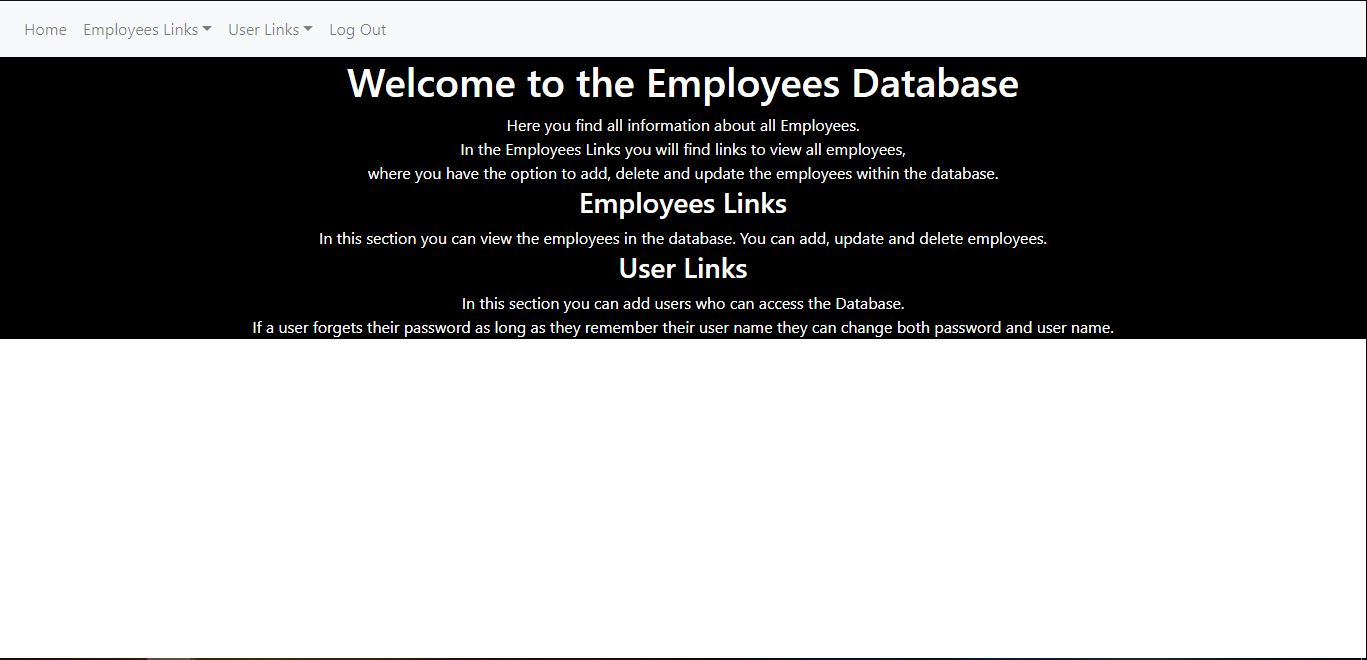 Home Employees Links User Links Log Out
Welcome to the Employees Database
Here you find all information about all Employees.
In the Employees Links you will find links to view all employees,
where you have the option to add, delete and update the employees within the database.
Employees Links
In this section you can view the employees in the database. You can add, update and delete employees.
User Links
In this section you can add users who can access the Database.
If a user forgets their password as long as they remember their user name they can change both password and user name.